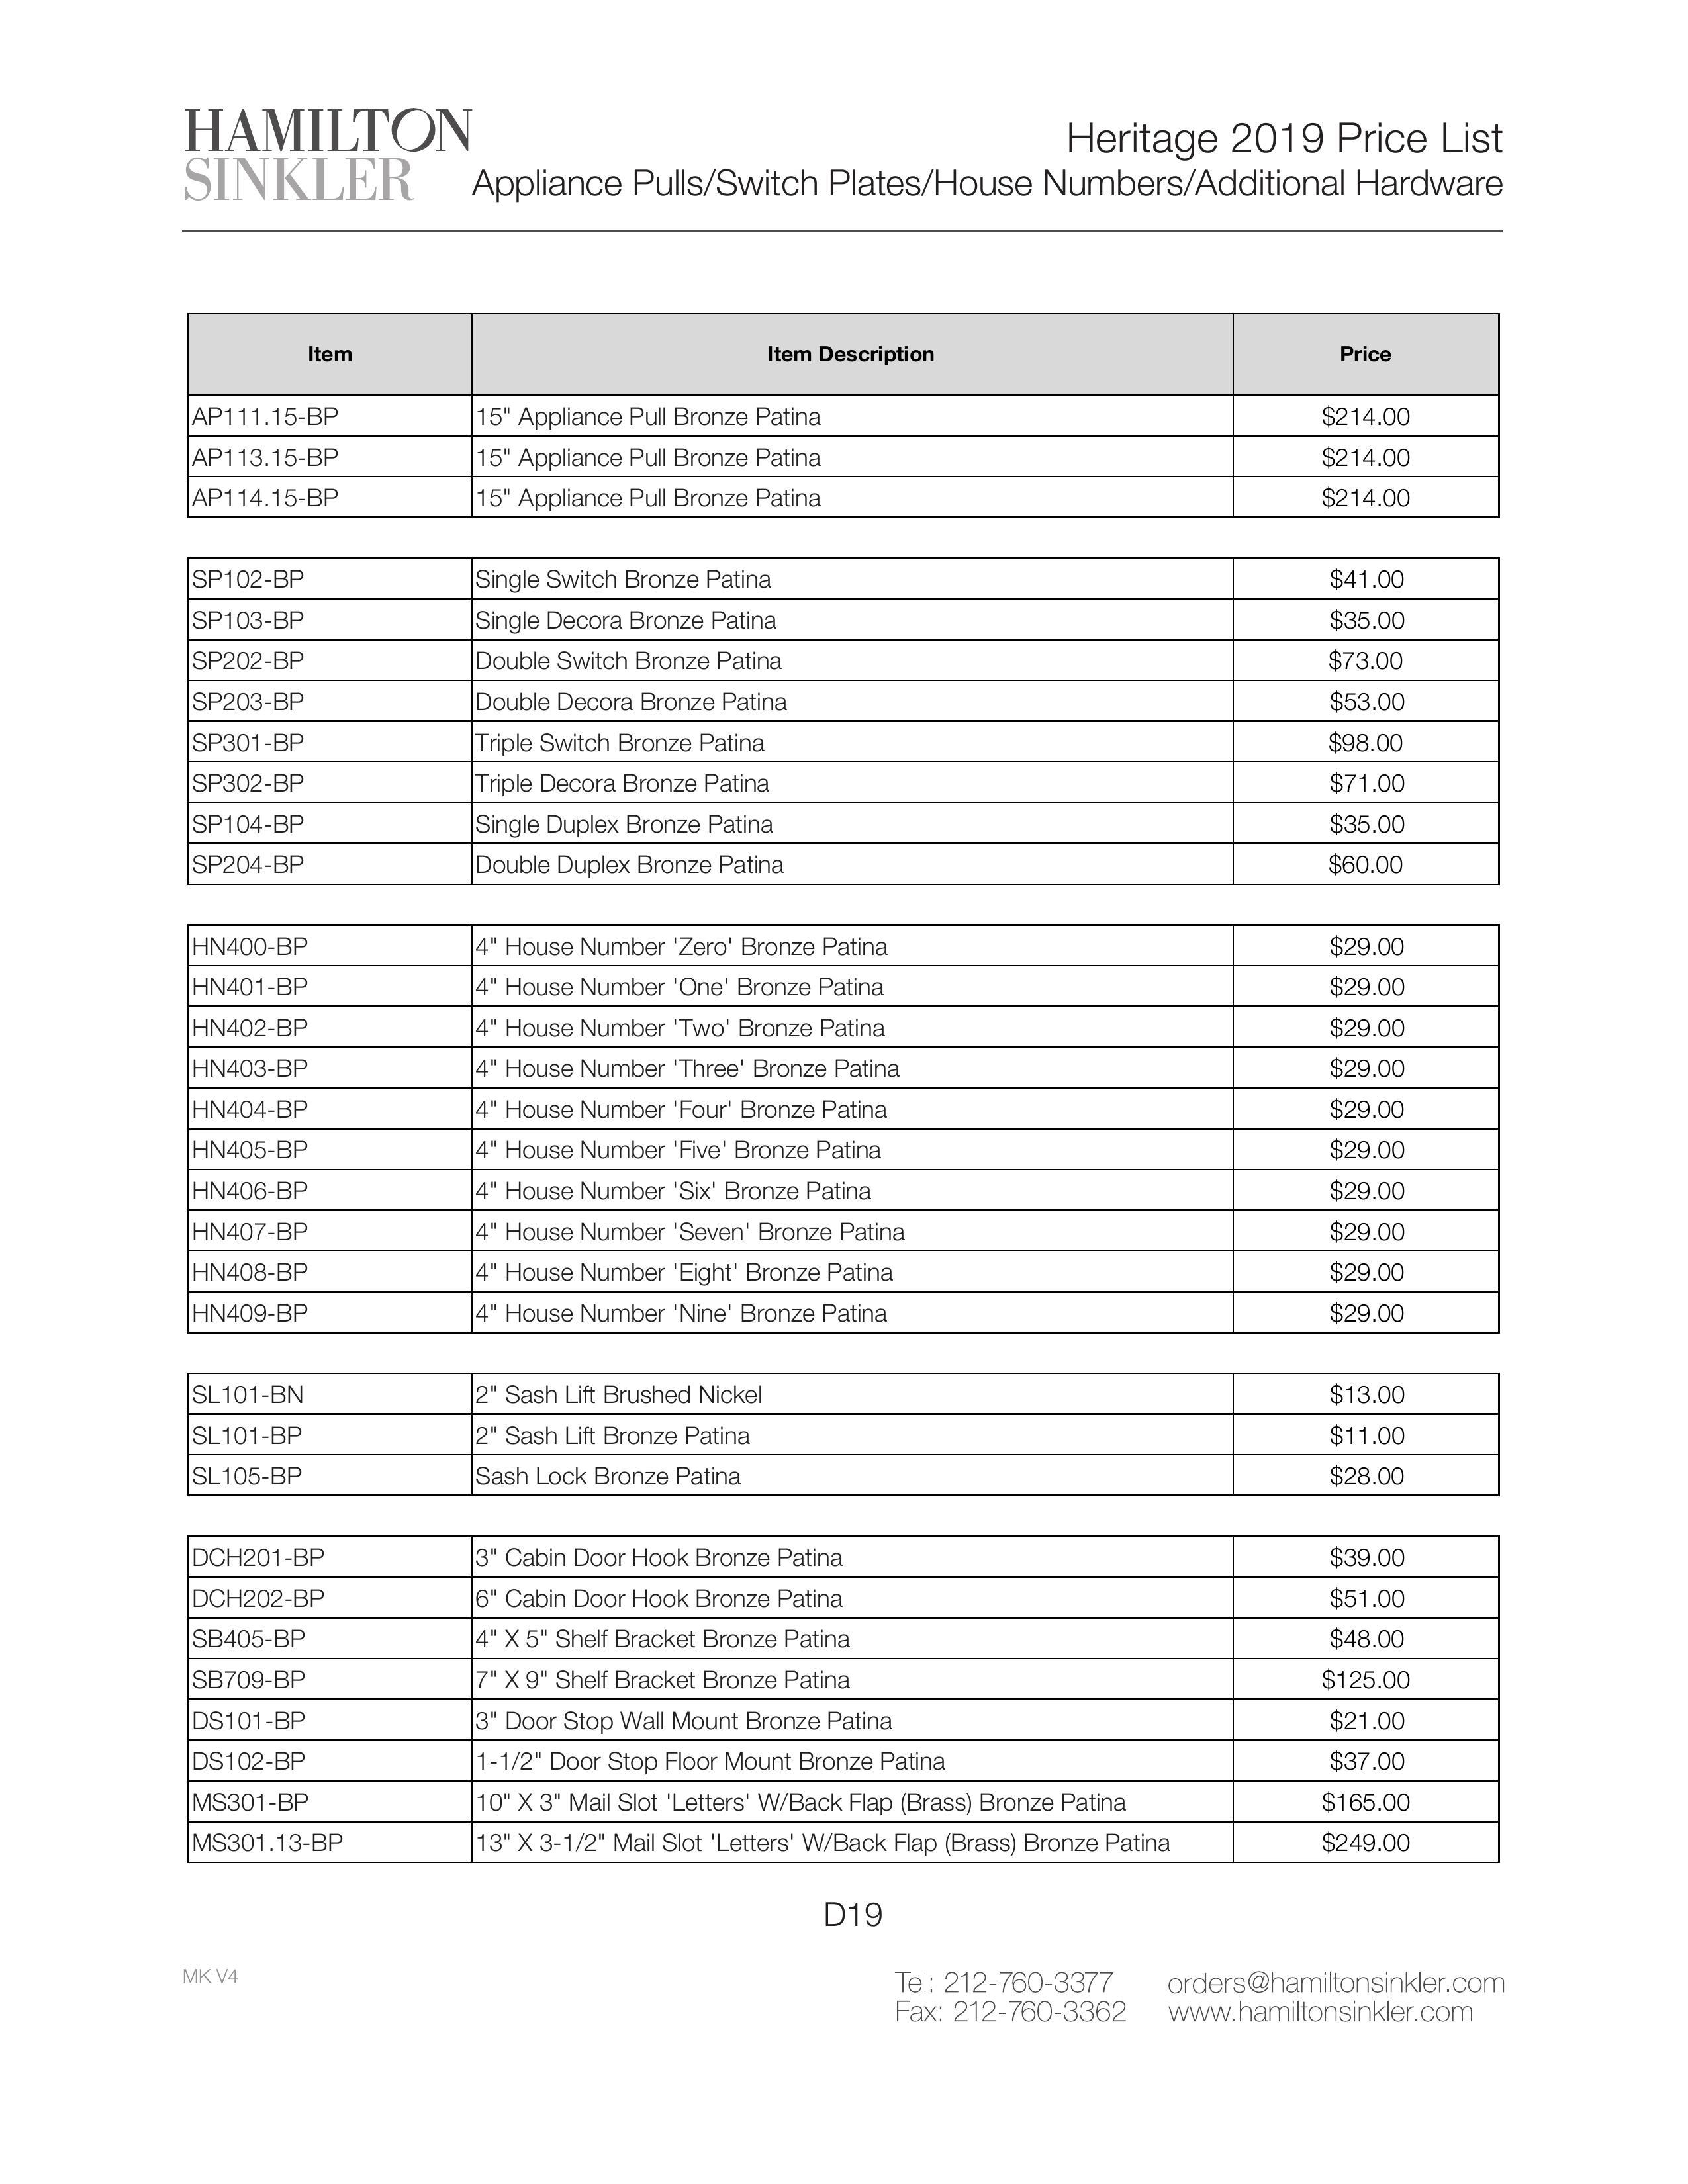 HAMILTON
SINKLER
Heritage 2019 Price List
Appliance Pulls/Switch Plates/House Numbers/Additional Hardware
Item Item Description Price
AP111.15-BP 15" Appliance Pull Bronze Patina $214.00
AP113.15-BP 15" Appliance Pull Bronze Patina $214.00
AP114.15-BP 15" Appliance Pull Bronze Patina $214.00
SP102-BP Single Switch Bronze Patina $41.00
SP103-BP Single Decora Bronze Patina $35.00
SP202-BP Double Switch Bronze Patina $73.00
SP203-BP Double Decora Bronze Patina $53.00
SP301-BP Triple Switch Bronze Patina $98.00
SP302-BP Triple Decora Bronze Patina $71.00
SP104-BP Single Duplex Bronze Patina $35.00
SP204-BP Double Duplex Bronze Patina $60.00
HN400-BP 4" House Number 'Zero' Bronze Patina $29.00
HN401-BP 4" House Number 'One' Bronze Patina $29.00
HN402-BP 4" House Number 'Two' Bronze Patina $29.00
HN403-BP 4" House Number 'Three' Bronze Patina $29.00
HN404-BP 4" House Number 'Four' Bronze Patina $29.00
HN405-BP 4" House Number 'Five' Bronze Patina $29.00
HN406-BP 4" House Number 'Six' Bronze Patina $29.00
HN407-BP 4" House Number 'Seven' Bronze Patina $29.00
HN408-BP 4" House Number 'Eight' Bronze Patina $29.00
HN409-BP 4" House Number 'Nine' Bronze Patina $29.00
SL101-BN 2" Sash Lift Brushed Nickel $13.00
SL101-BP 2" Sash Lift Bronze Patina $11.00
SL105-BP Sash Lock Bronze Patina $28.00
DCH201-BP 3" Cabin Door Hook Bronze Patina $39.00
DCH202-BP 6" Cabin Door Hook Bronze Patina $51.00
SB405-BP 4" X 5" Shelf Bracket Bronze Patina $48.00
SB709-BP 7" X 9" Shelf Bracket Bronze Patina $125.00
DS101-BP 3" Door Stop Wall Mount Bronze Patina $21.00
DS102-BP 1-1/2" Door Stop Floor Mount Bronze Patina $37.00
MS301-BP 10" X 3" Mail Slot 'Letters' W/Back Flap (Brass) Bronze Patina $165.00
MS301.13-BP 13" X 3-1/2" Mail Slot 'Letters' W/Back Flap (Brass) Bronze Patina $249.00
D19
MK V4
Tel: 212-760-3377 orders@hamiltonsinkler.com
Fax: 212-760-3362 www.hamiltonsinkler.com